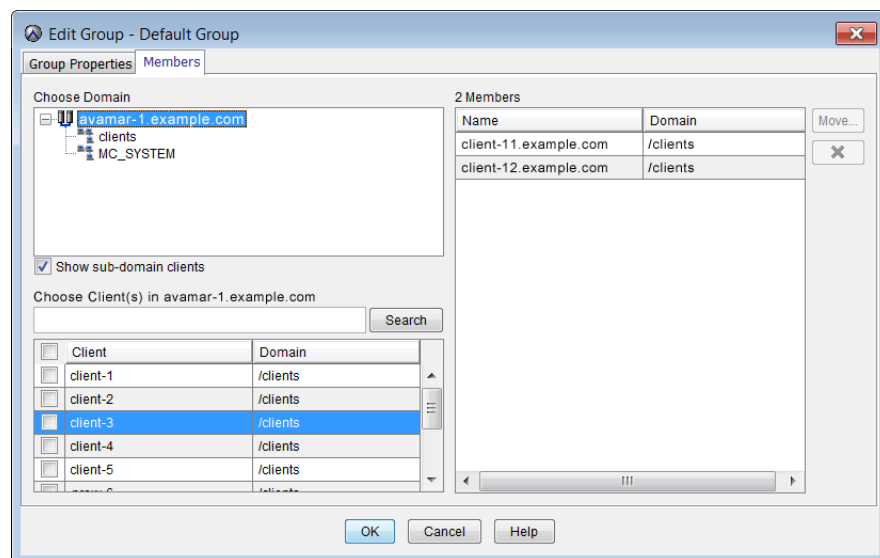 Edit Group - Default Group
Group Properties Members
Choose Domain
avamar-1.example.com
clients
MC_SYSTEM
Show sub-domain clients
Choose Client(s) in avamar-1.example.com
Search
Client Domain
client-1 /clients
client-2 /clients
client-3 /clients
client-4 /clients
client-5 /clients
2 Members
Name Domain
client-11.example.com /clients
client-12.example.com /clients
Move...
OK Cancel Help